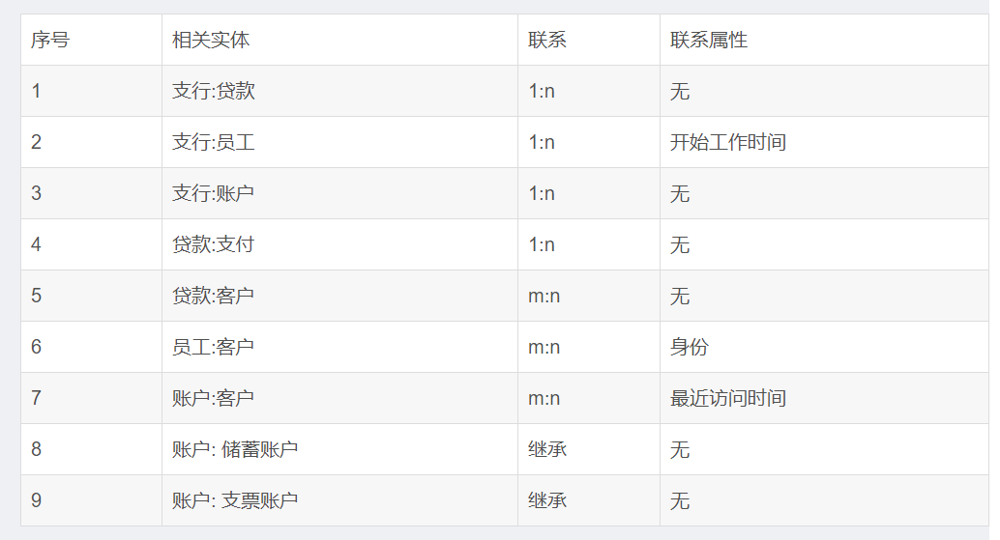 序号 相关实体 联系 联系属性
1 支行:贷款 1:n 无
2 支行:员工 1:n 开始工作时间
3 支行:账户 1:n 无
4 贷款:支付 1:n 无
5 贷款:客户 m:n 无
6 员工:客户 m:n 身份
7 账户:客户 m:n 最近访问时间
8 账户: 储蓄账户 继承 无
9 账户: 支票账户 继承 无